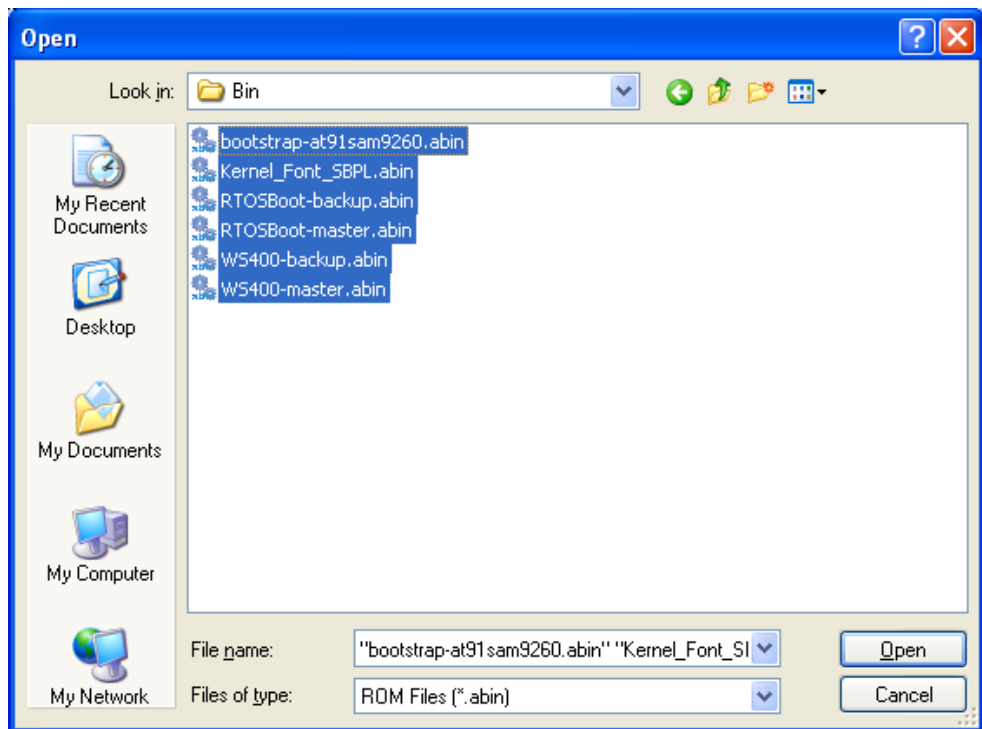 Open
Look in:
Bin
My Recent
Documents
Desktop
My Documents
My Computer
My Network
bootstrap-at91sam9260.abin
Kernel_Font_SBPL.abin
RTOSBoot-backup.abin
RTOSBoot-master.abin
WS400-backup.abin
WS400-master.abin
File name:
"bootstrap-at91sam9260.abin" "Kernel_Font_SI
Open
Files of type:
ROM Files (*.abin)
Cancel